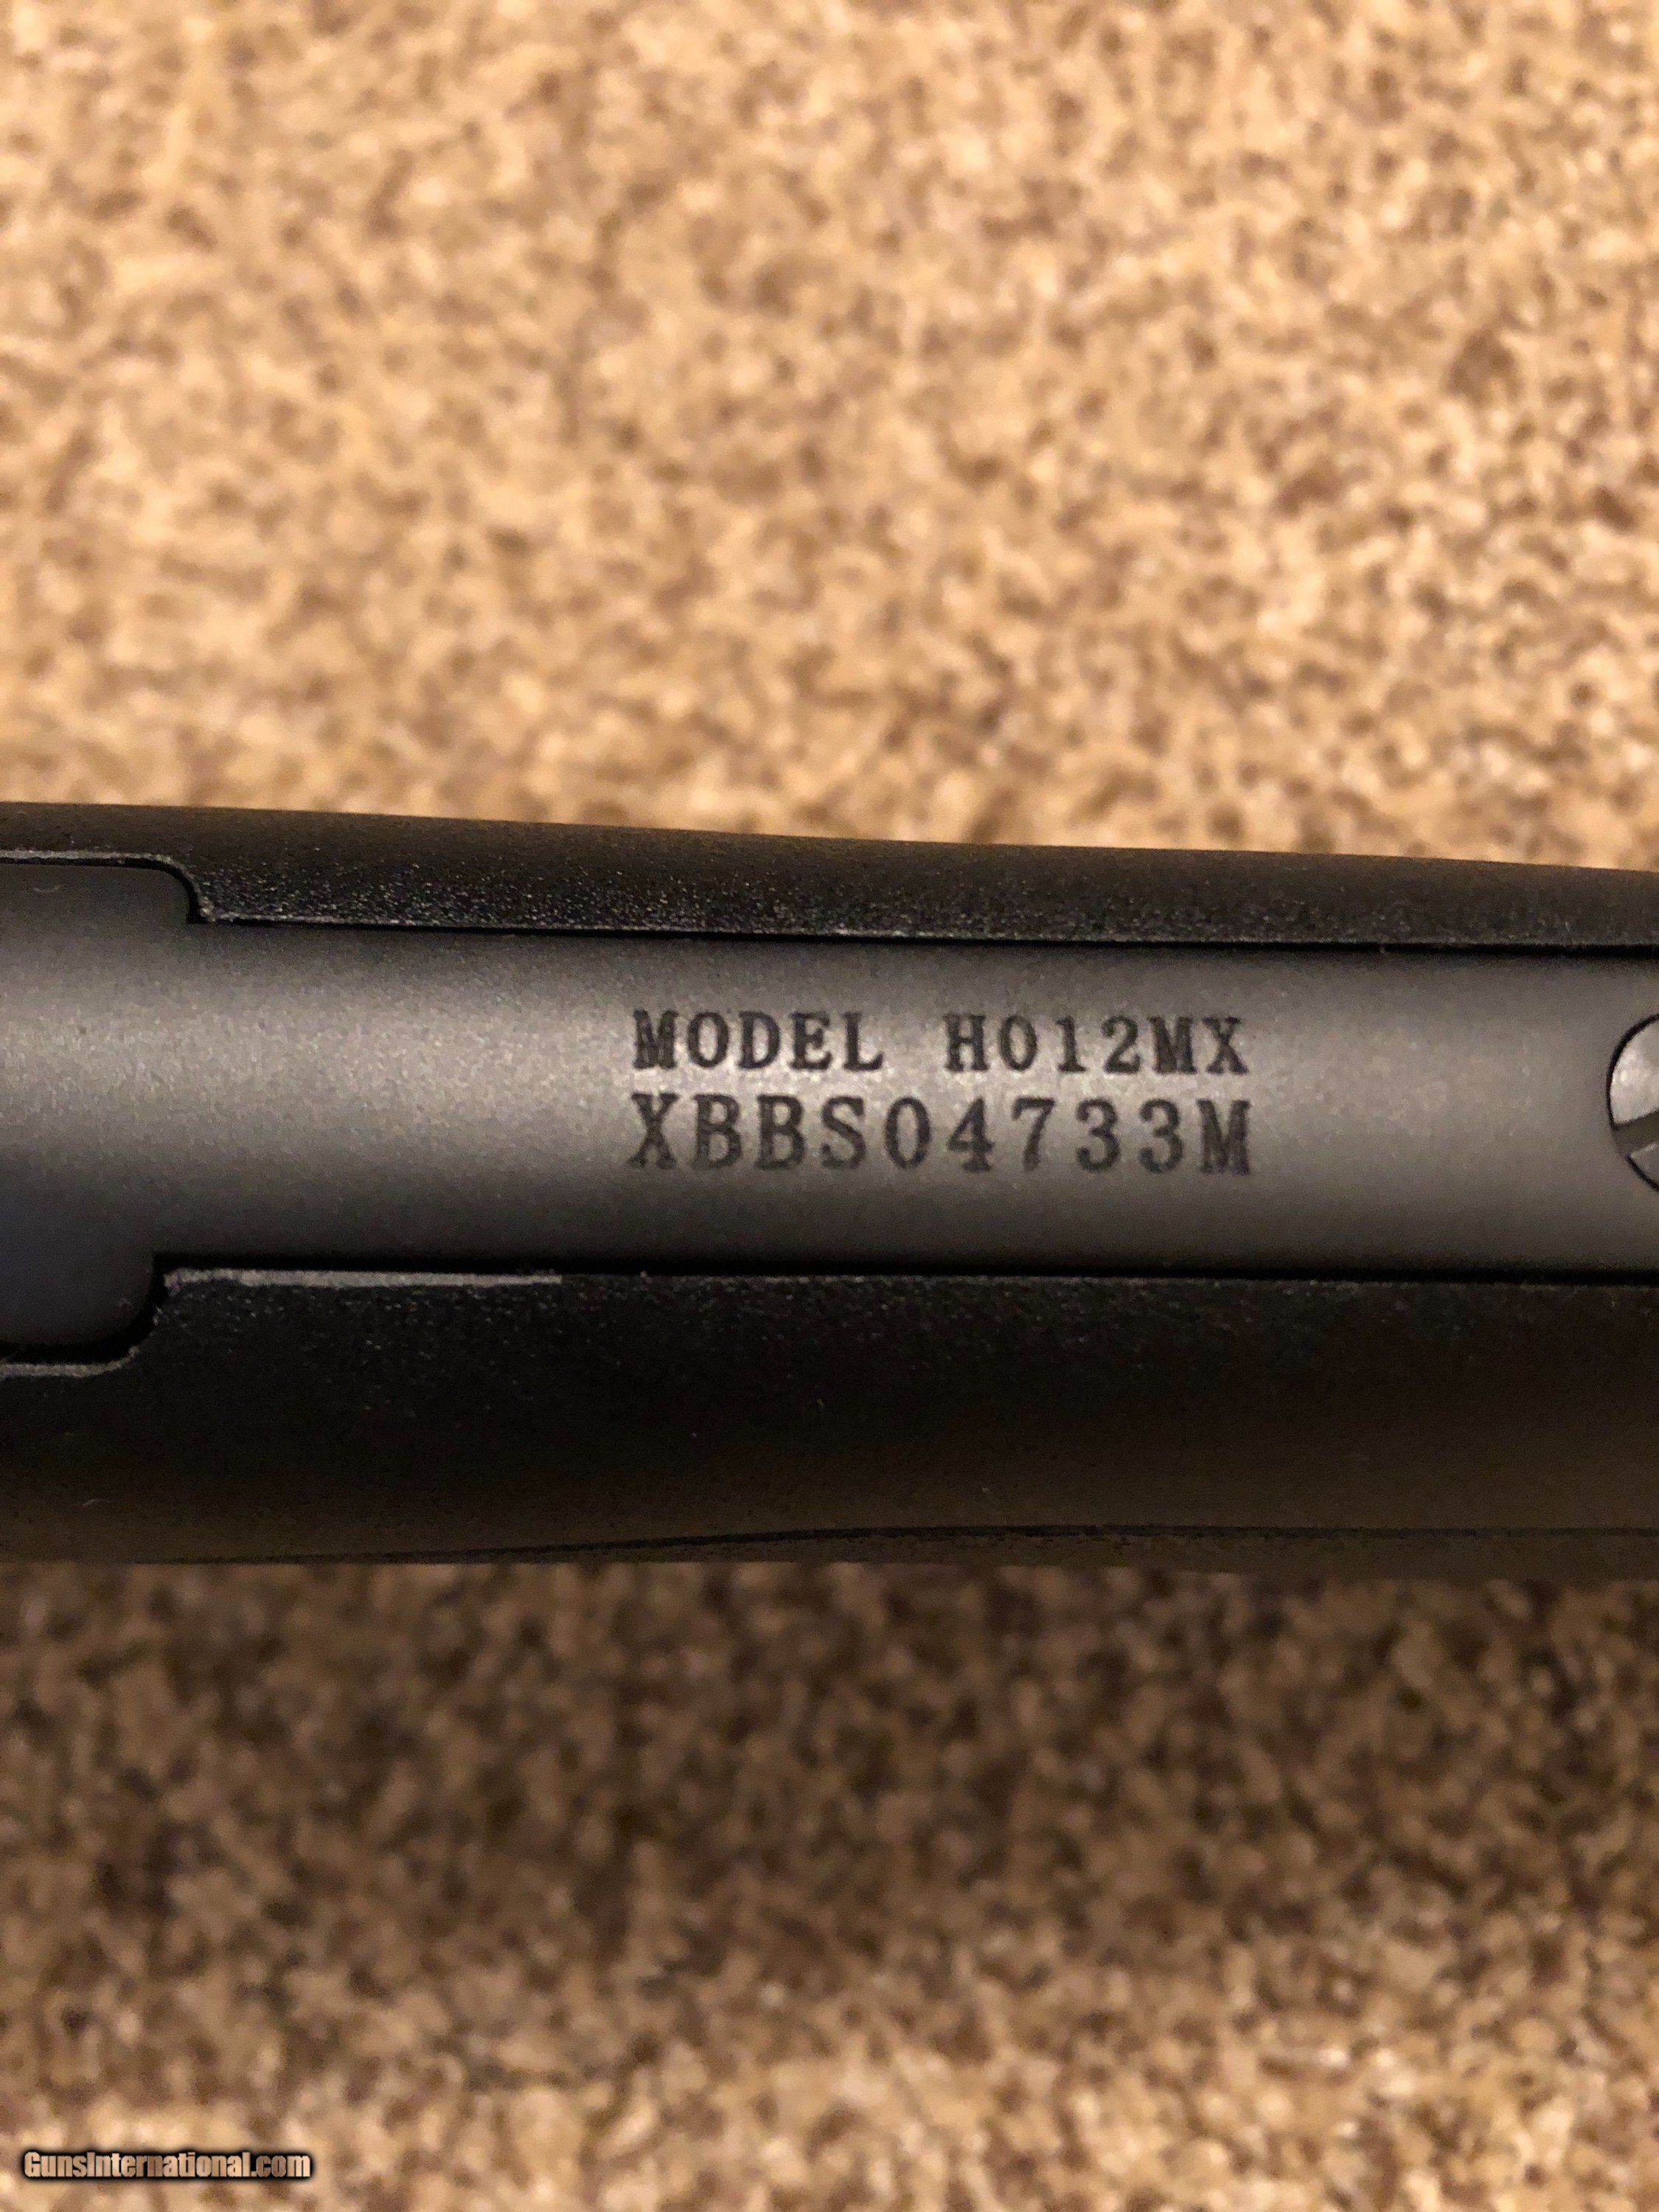 MODEL H012MX
XBBS04733M
GunsInternational.com